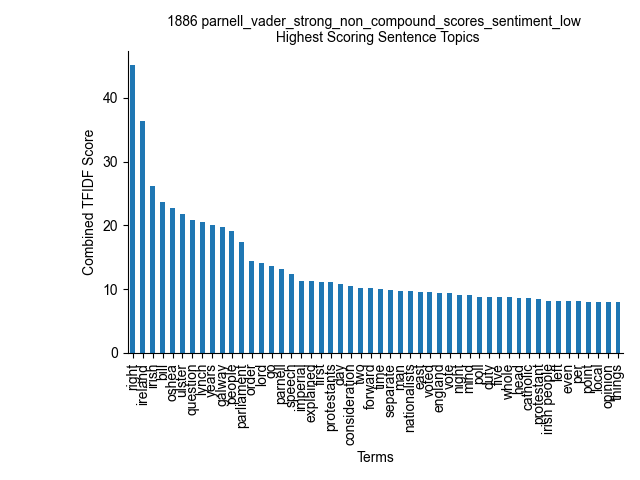 1886 parnell_vader_strong_non_compound_scores_sentiment_low
Highest Scoring Sentence Topics
Combined TFIDF Score
40
30
20
10
0
right
ireland
irish
bill
oshea
ulster
question
lynch
years
galway
people
parliament
order
lord
go
parnell
speech
imperial
explained
first
protestants
day
consideration
two
forward
time
separate
man
nationalists
east
voted
england
vote
night
mind
poll
duty
five
whole
head
catholic
protestant
irish people
left
even
per
point
local
opinion
things
Terms